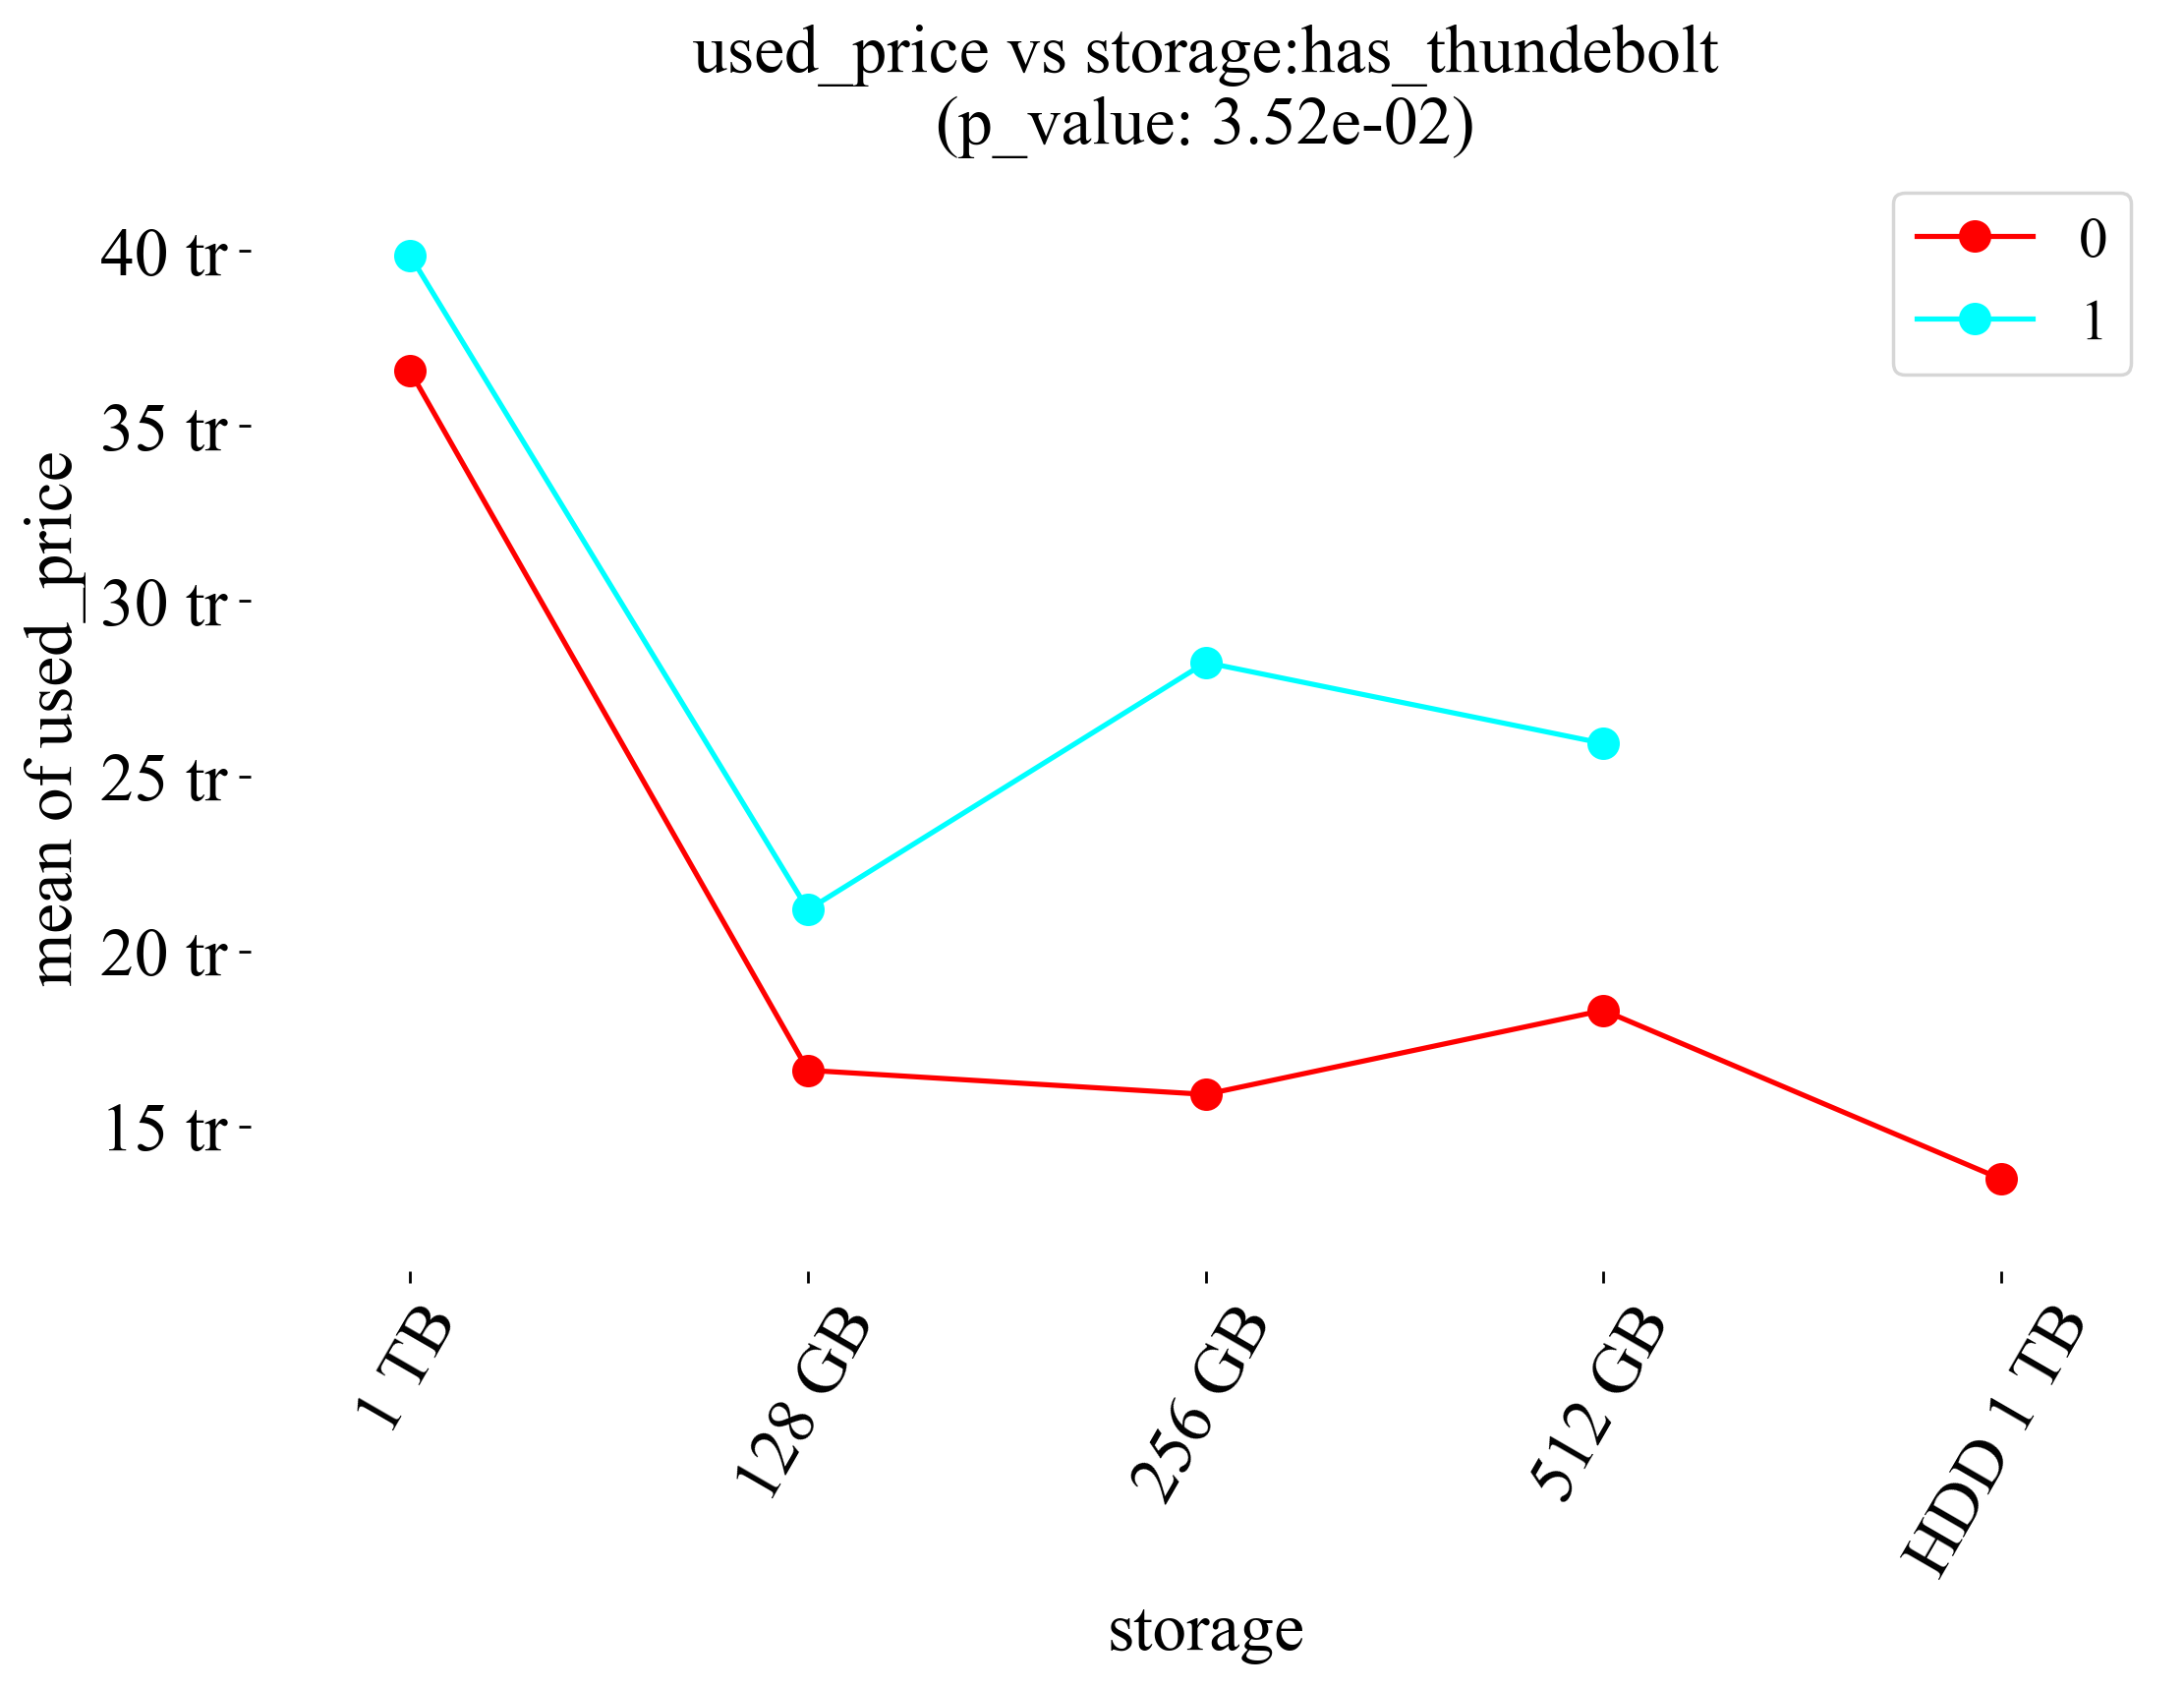 used_price vs storage:has_thundebolt
(p_value: 3.52e-02)
0
1
40 tr
35 tr
30 tr
25 tr
20 tr
15 tr
mean of used_price
1 TB
128 GB
256 GB
512 GB
HDD 1 TB
storage